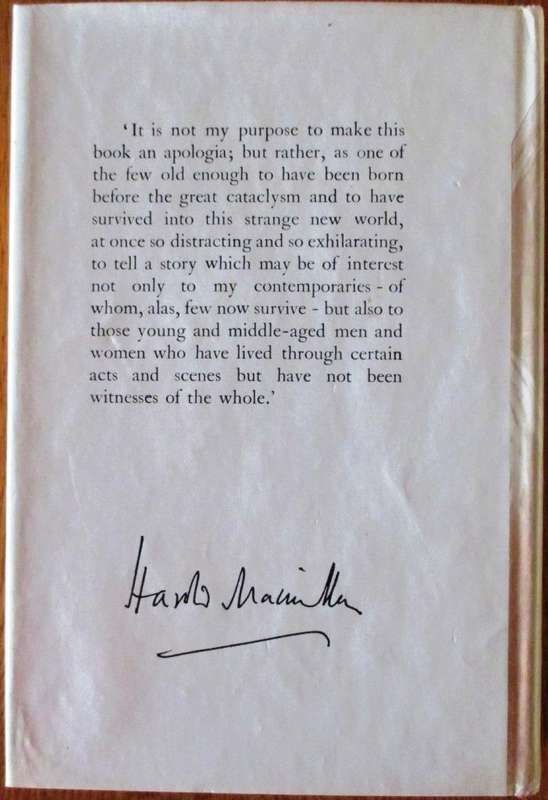 'It is not my purpose to make this
book an apologia; but rather, as one of
the few old enough to have been born
before the great cataclysm and to have
survived into this strange new world,
at once so distracting and so exhilarating,
to tell a story which may be of interest
not only to my contemporaries - of
whom, alas, few now survive - but also to
those young and middle-aged men and
women who have lived through certain
acts and scenes but have not been
witnesses of the whole.'
Harold Macmillan